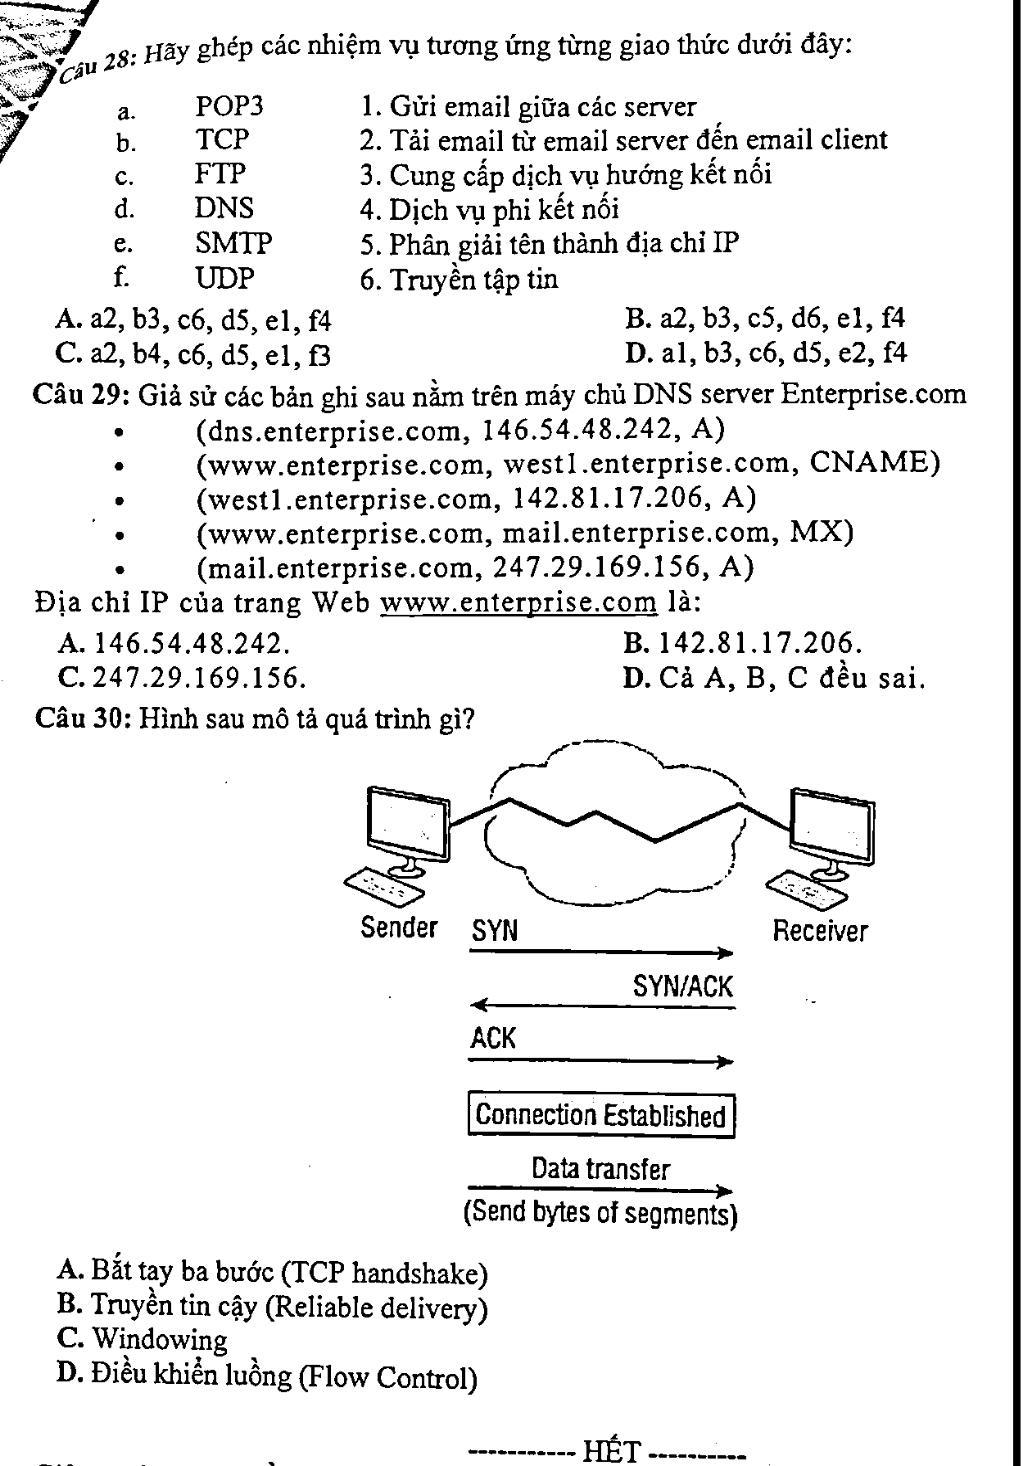 Câu 28: Hãy ghép các nhiệm vụ tương ứng từng giao thức dưới đây:
a. POP3 1. Gửi email giữa các server
b. TCP 2. Tải email từ email server đến email client
c. FTP 3. Cung cấp dịch vụ hướng kết nối
d. DNS 4. Dịch vụ phi kết nối
e. SMTP 5. Phân giải tên thành địa chỉ IP
f. UDP 6. Truyền tập tin
A. a2, b3, c6, d5, e1, f4 B. a2, b3, c5, d6, e1, f4
C. a2, b4, c6, d5, e1, f3 D. a1, b3, c6, d5, e2, f4
Câu 29: Giả sử các bản ghi sau nằm trên máy chủ DNS server Enterprise.com
• (dns.enterprise.com, 146.54.48.242, A)
• (www.enterprise.com, west1.enterprise.com, CNAME)
• (west1.enterprise.com, 142.81.17.206, A)
• (www.enterprise.com, mail.enterprise.com, MX)
• (mail.enterprise.com, 247.29.169.156, A)
Địa chỉ IP của trang Web www.enterprise.com là:
A. 146.54.48.242. B. 142.81.17.206.
C. 247.29.169.156. D. Cả A, B, C đều sai.
Câu 30: Hình sau mô tả quá trình gì?
Sender SYN Receiver
SYN/ACK
ACK
Connection Established
Data transfer
(Send bytes of segments)
A. Bắt tay ba bước (TCP handshake)
B. Truyền tin cậy (Reliable delivery)
C. Windowing
D. Điều khiển luồng (Flow Control)
----------- HẾT ----------